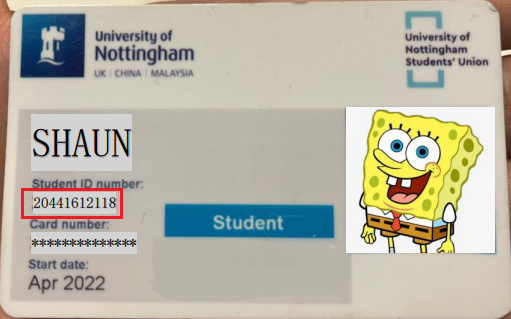 University of
Nottingham
UK | CHINA | MALAYSIA
University of
Nottingham
Students' Union
SHAUN
Student ID number:
20441612118
Card number:
**************
Start date:
Apr 2022
Student